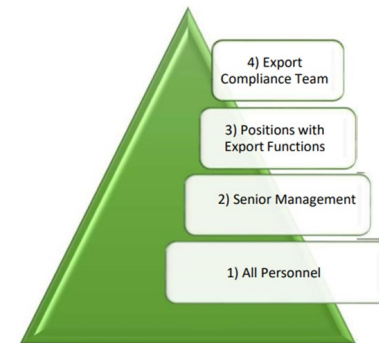 4) Export
Compliance Team
3) Positions with
Export Functions
2) Senior Management
1) All Personnel